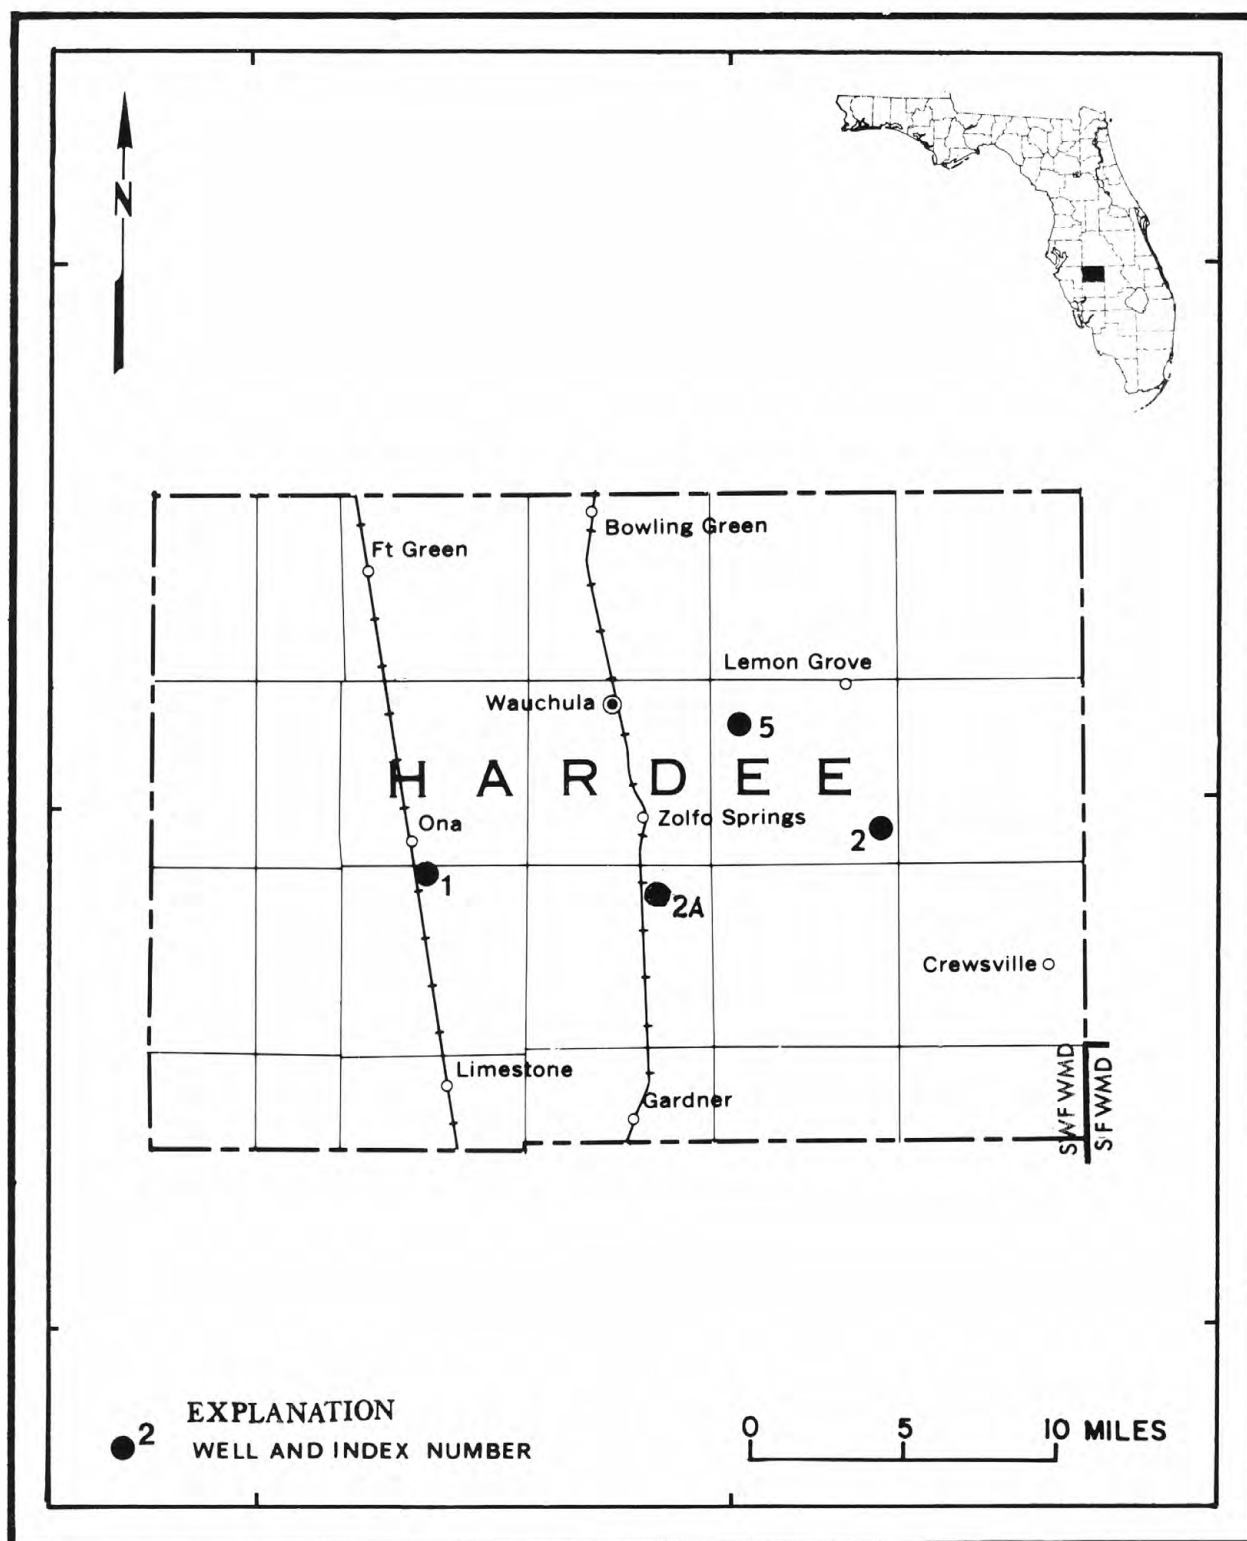 N
Bowling Green
Ft Green
Lemon Grove
Wauchula
5
HARDEE
Ona
Zolfo Springs
2
1
2A
Crewsville
Limestone
Gardner
SWFWMD
SFWMD
EXPLANATION
2
WELL AND INDEX NUMBER
0 5 10 MILES